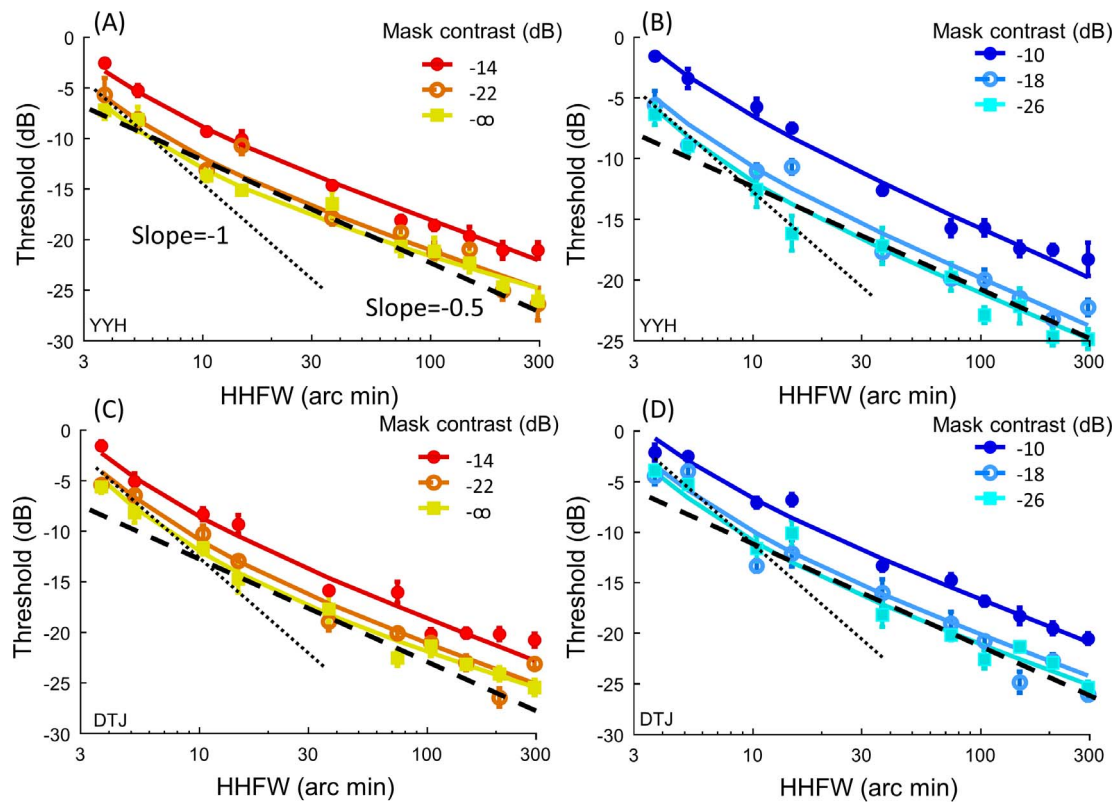 (A)
Mask contrast (dB)
-14
-22
-∞
0
-5
-10
-15
-20
-25
-30
Threshold (dB)
Slope=-1
Slope=-0.5
YYH
3 10 30 100 300
HHFW (arc min)
(B)
Mask contrast (dB)
-10
-18
-26
0
-5
-10
-15
-20
-25
Threshold (dB)
YYH
3 10 30 100 300
HHFW (arc min)
(C)
Mask contrast (dB)
-14
-22
-∞
0
-5
-10
-15
-20
-25
-30
Threshold (dB)
DTJ
3 10 30 100 300
HHFW (arc min)
(D)
Mask contrast (dB)
-10
-18
-26
0
-5
-10
-15
-20
-25
-30
Threshold (dB)
DTJ
3 10 30 100 300
HHFW (arc min)